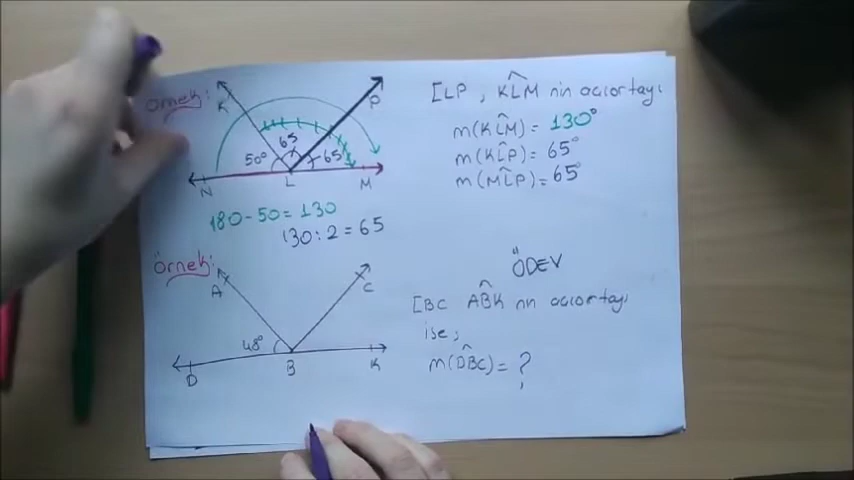 Örnek:
K
P
65
50°
65
N
L
M
180-50=130
130:2=65
[LP , KL̂M nin açıortayı
m(KL̂M)= 130°
m(KL̂P)= 65°
m(ML̂P)= 65°
Örnek:
A
C
48°
D
B
K
ÖDEV
[BC AB̂K nın açıortayı
ise;
m(DB̂C)= ?